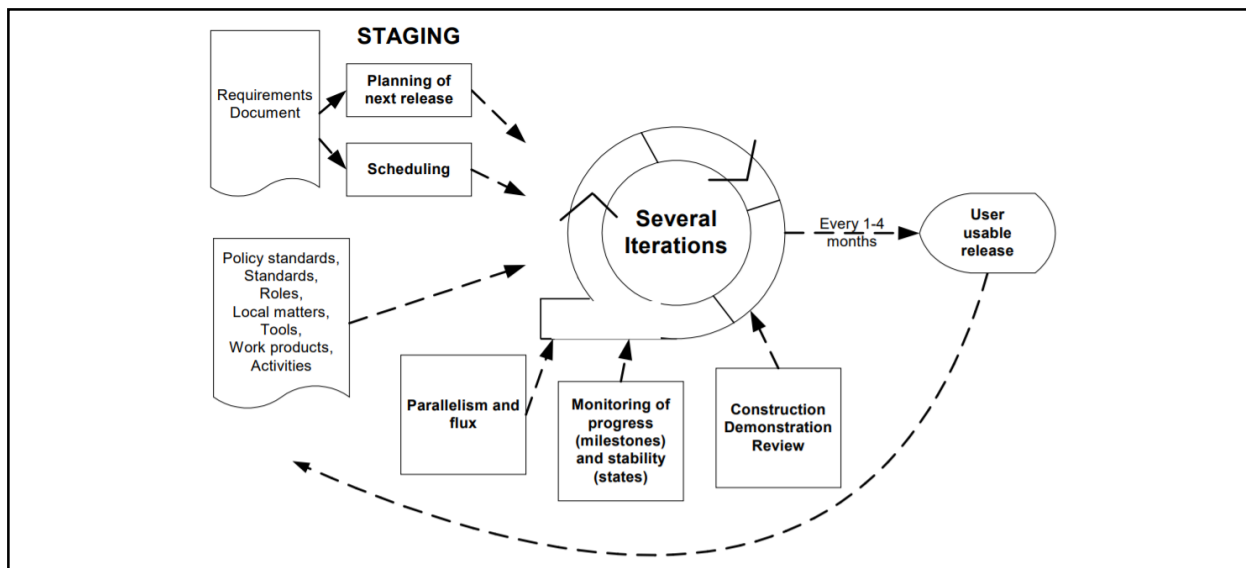 STAGING
Requirements
Document
Planning of
next release
Scheduling
Policy standards,
Standards,
Roles,
Local matters,
Tools,
Work products,
Activities
Several
Iterations
Every 1-4
months
User
usable
release
Parallelism and
flux
Monitoring of
progress
(milestones)
and stability
(states)
Construction
Demonstration
Review